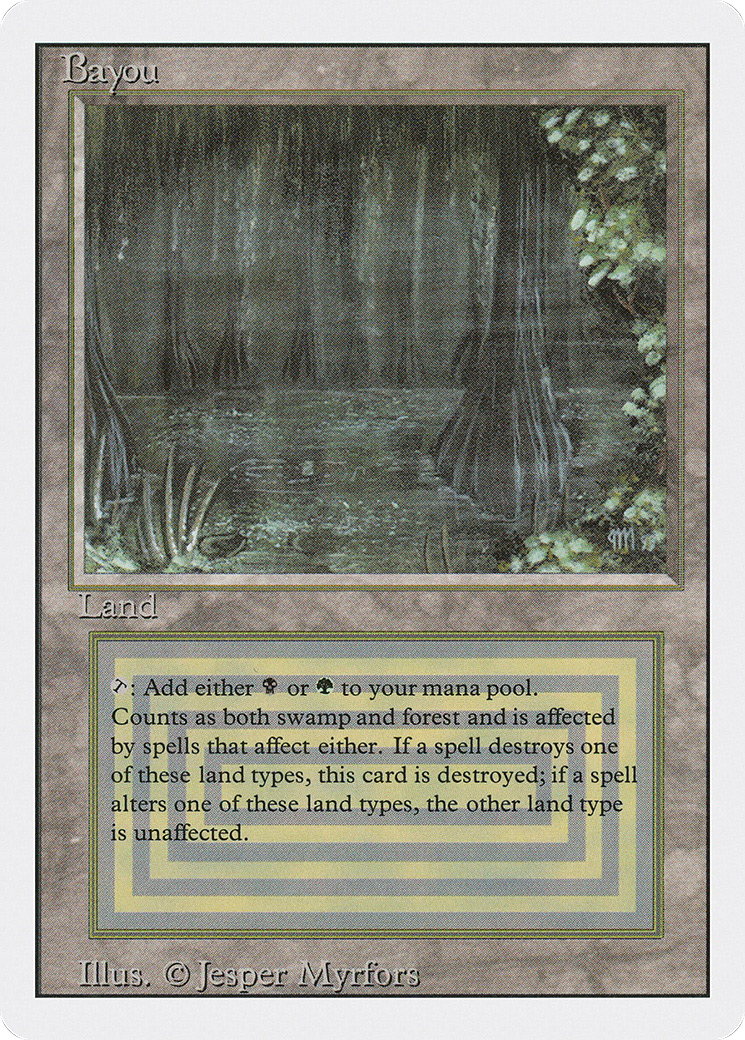 Bayou
Land
T: Add either or to your mana pool.
Counts as both swamp and forest and is affected
by spells that affect either. If a spell destroys one
of these land types, this card is destroyed; if a spell
alters one of these land types, the other land type
is unaffected.
Illus. © Jesper Myrfors